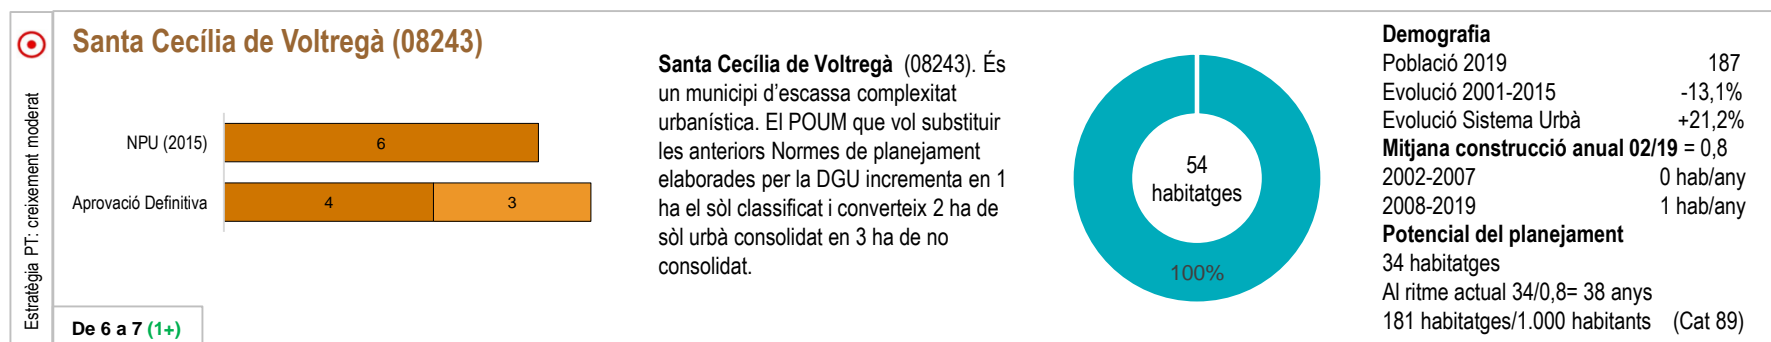 Estratègia PT: creixement moderat
Santa Cecília de Voltregà (08243)
NPU (2015)
6
Aprovació Definitiva
4
3
De 6 a 7 (1+)
Santa Cecília de Voltregà (08243). És
un municipi d’escassa complexitat
urbanística. El POUM que vol substituir
les anteriors Normes de planejament
elaborades per la DGU incrementa en 1
ha el sòl classificat i converteix 2 ha de
sòl urbà consolidat en 3 ha de no
consolidat.
54
habitatges
100%
Demografia
Població 2019 187
Evolució 2001-2015 -13,1%
Evolució Sistema Urbà +21,2%
Mitjana construcció anual 02/19 = 0,8
2002-2007 0 hab/any
2008-2019 1 hab/any
Potencial del planejament
34 habitatges
Al ritme actual 34/0,8= 38 anys
181 habitatges/1.000 habitants (Cat 89)